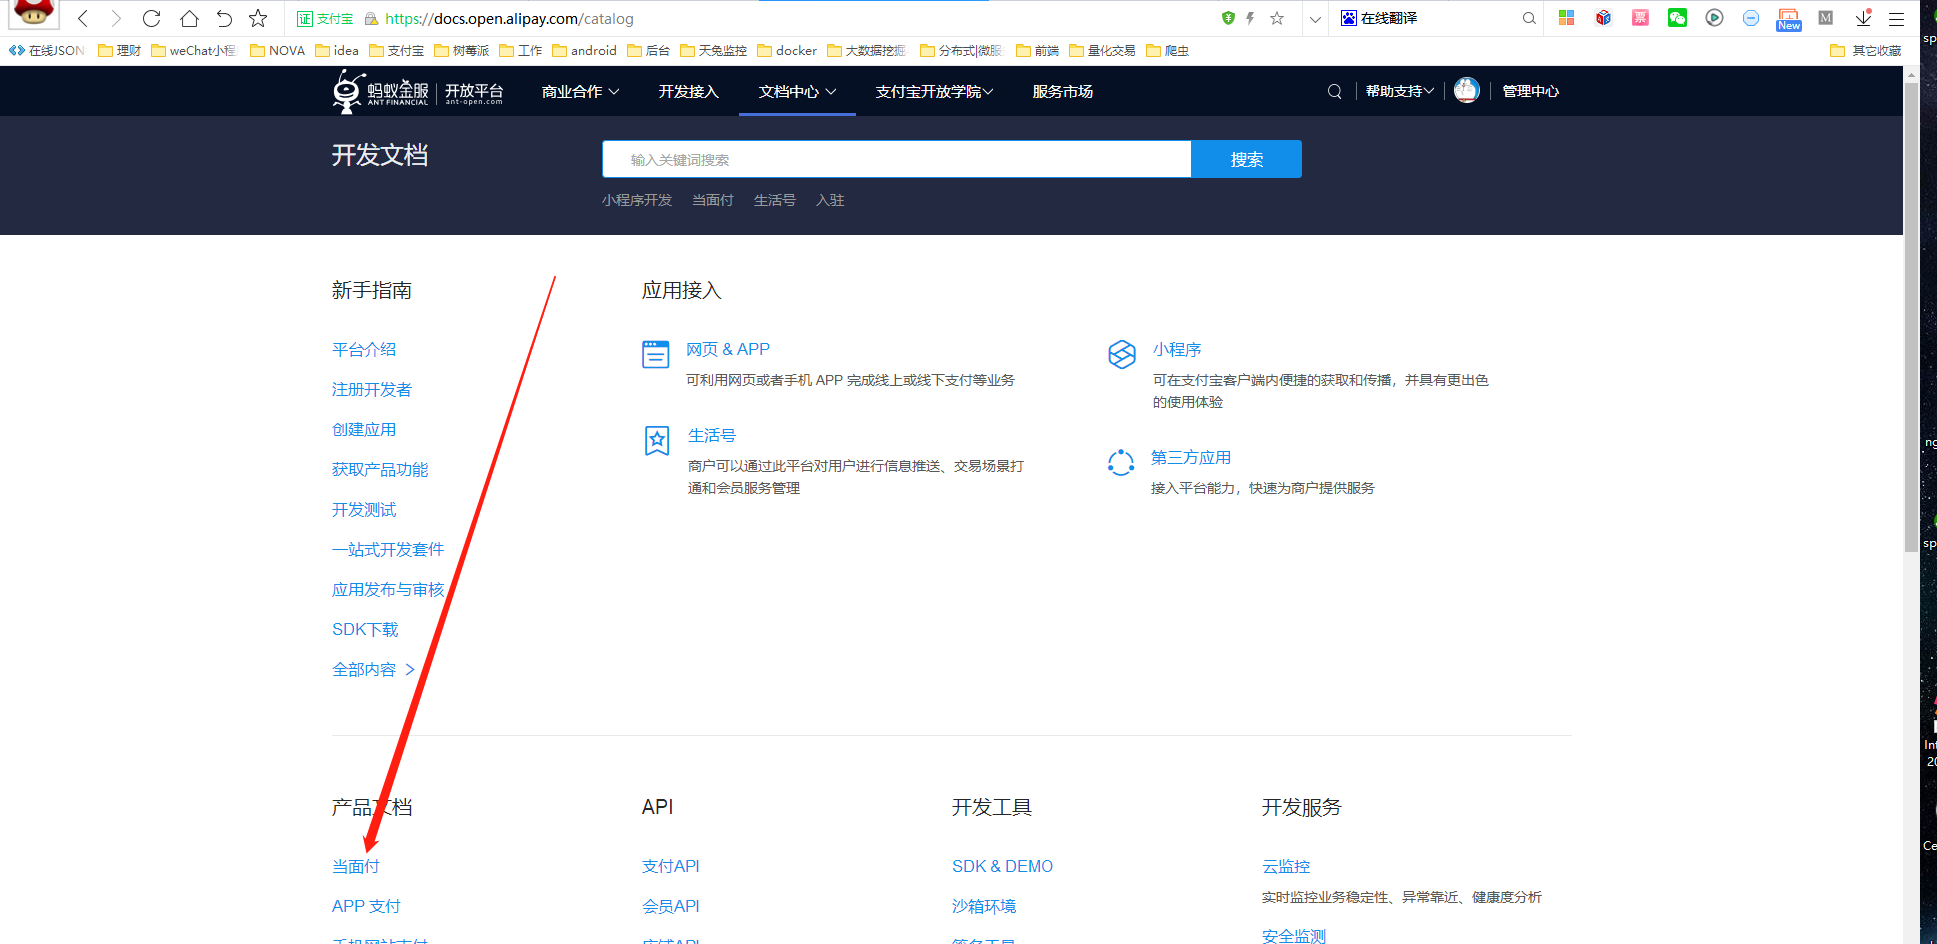 证 支付宝 https://docs.open.alipay.com/catalog 在线翻译 New M
在线JSON 理财 weChat小程 NOVA idea 支付宝 树莓派 工作 android 后台 天兔监控 docker 大数据挖掘 分布式|微服 前端 量化交易 爬虫 其它收藏
蚂蚁金服 ANT FINANCIAL 开放平台 ant-open.com 商业合作 开发接入 文档中心 支付宝开放学院 服务市场 帮助支持 管理中心
开发文档
输入关键词搜索 搜索
小程序开发 当面付 生活号 入驻
新手指南
平台介绍
注册开发者
创建应用
获取产品功能
开发测试
一站式开发套件
应用发布与审核
SDK下载
全部内容 >
应用接入
网页 & APP
可利用网页或者手机 APP 完成线上或线下支付等业务
小程序
可在支付宝客户端内便捷的获取和传播，并具有更出色
的使用体验
生活号
商户可以通过此平台对用户进行信息推送、交易场景打
通和会员服务管理
第三方应用
接入平台能力，快速为商户提供服务
产品文档
当面付
APP 支付
手机网站支付
API
支付API
会员API
店铺API
开发工具
SDK & DEMO
沙箱环境
签名工具
开发服务
云监控
实时监控业务稳定性、异常靠近、健康度分析
安全监测